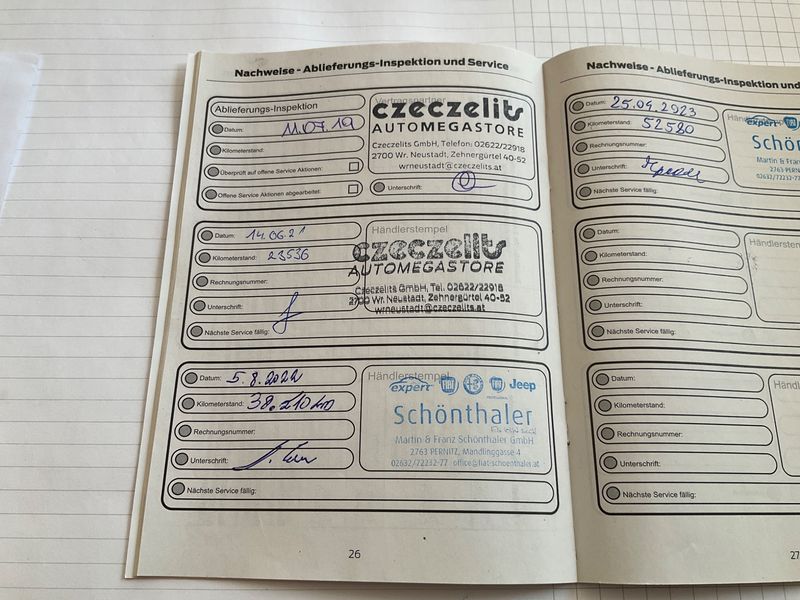 Nachweise - Ablieferungs-Inspektion und Service
Ablieferungs-Inspektion
Datum: 11.07.19
Kilometerstand:
Überprüft auf offene Service Aktionen:
Offene Service Aktionen abgearbeitet:
Vertragspartner
czeczelits
AUTOMEGASTORE
Czeczelits GmbH, Telefon: 02622/22918
2700 Wr. Neustadt, Zehnergürtel 40-52
wrneustadt@czeczelits.at
Unterschrift:
Datum: 14.06.21
Kilometerstand: 23536
Rechnungsnummer:
Unterschrift:
Nächste Service fällig:
Händlerstempel
czeczelits
AUTOMEGASTORE
Czeczelits GmbH, Tel. 02622/22918
2700 Wr. Neustadt, Zehnergürtel 40-52
wrneustadt@czeczelits.at
Datum: 5.8.2022
Kilometerstand: 38.210 km
Rechnungsnummer:
Unterschrift:
Nächste Service fällig:
Händlerstempel
expert FIAT Jeep
Schönthaler
Martin & Franz Schönthaler GmbH
2763 PERNITZ, Mandlinggasse 4
02632/72232-77 office@fiat-schoenthaler.at
26
Nachweise - Ablieferungs-Inspektion und
Datum: 25.09.2023
Kilometerstand: 52580
Rechnungsnummer:
Unterschrift:
Nächste Service fällig:
expert
Schön
Martin & Fran
2763 PERNI
02632/72232-77
Datum:
Kilometerstand:
Rechnungsnummer:
Unterschrift:
Nächste Service fällig:
Händlerstem
Datum:
Kilometerstand:
Rechnungsnummer:
Unterschrift:
Nächste Service fällig:
Händlerst
27